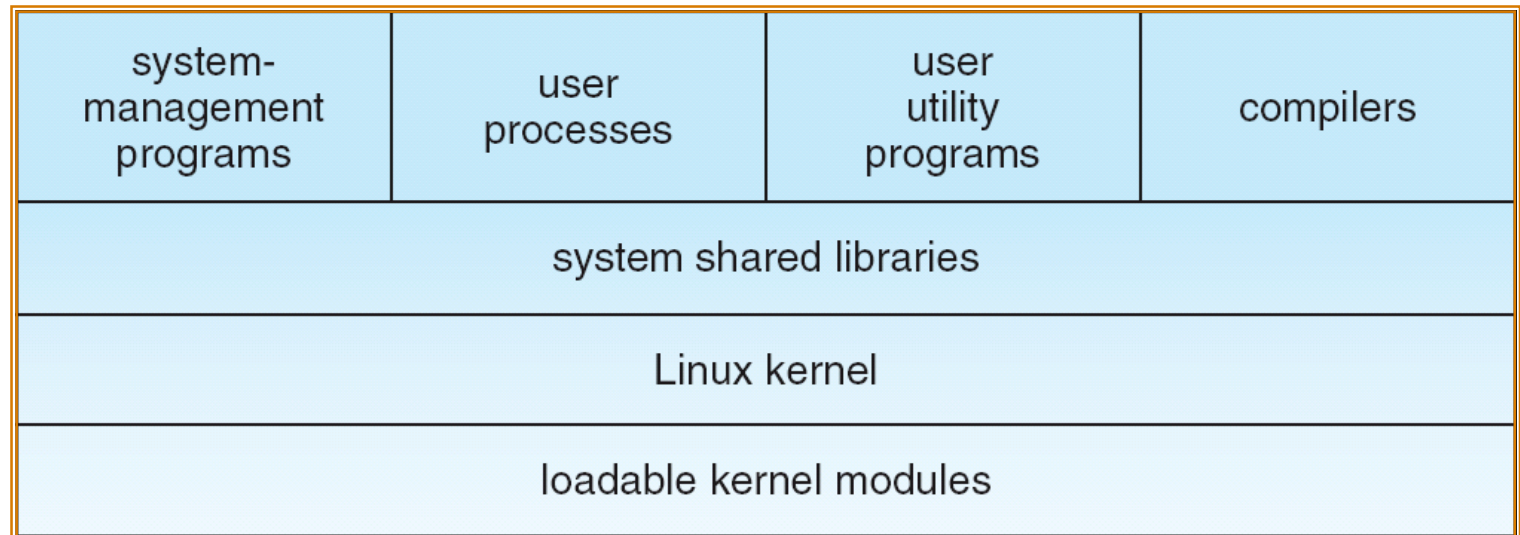 system-
management
programs
user
processes
user
utility
programs
compilers
system shared libraries
Linux kernel
loadable kernel modules